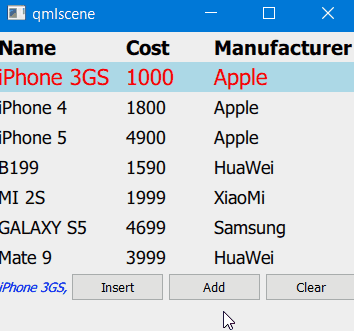 qmlscene
Name Cost Manufacturer
iPhone 3GS 1000 Apple
iPhone 4 1800 Apple
iPhone 5 4900 Apple
B199 1590 HuaWei
MI 2S 1999 XiaoMi
GALAXY S5 4699 Samsung
Mate 9 3999 HuaWei
iPhone 3GS, Insert Add Clear